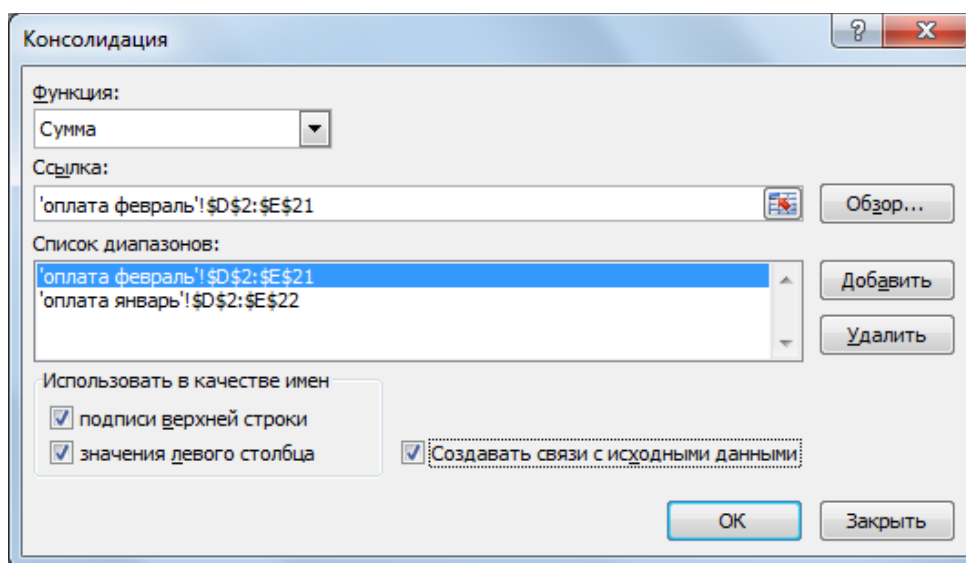 Консолидация
Функция:
Сумма
Ссылка:
'оплата февраль'!$D$2:$E$21
Обзор...
Список диапазонов:
'оплата февраль'!$D$2:$E$21
'оплата январь'!$D$2:$E$22
Добавить
Удалить
Использовать в качестве имен
подписи верхней строки
значения левого столбца
Создавать связи с исходными данными
ОК
Закрыть